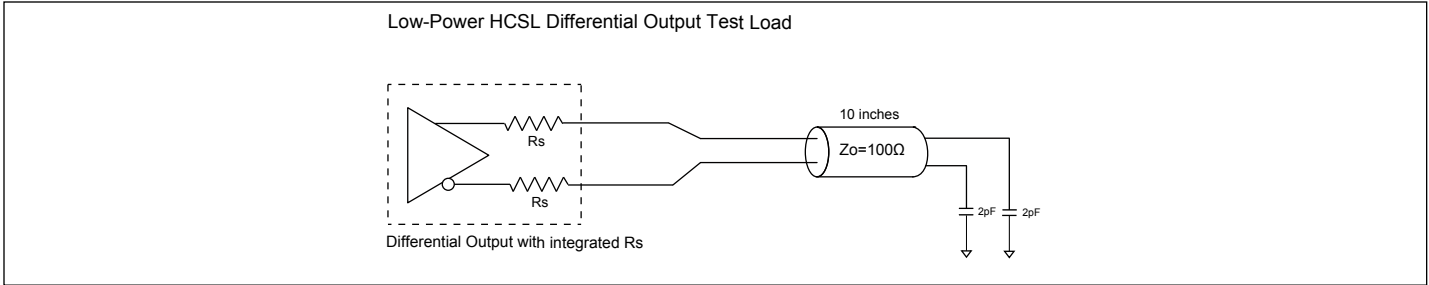 Low-Power HCSL Differential Output Test Load
10 inches
Rs
Zo=100Ω
Rs
2pF
2pF
Differential Output with integrated Rs